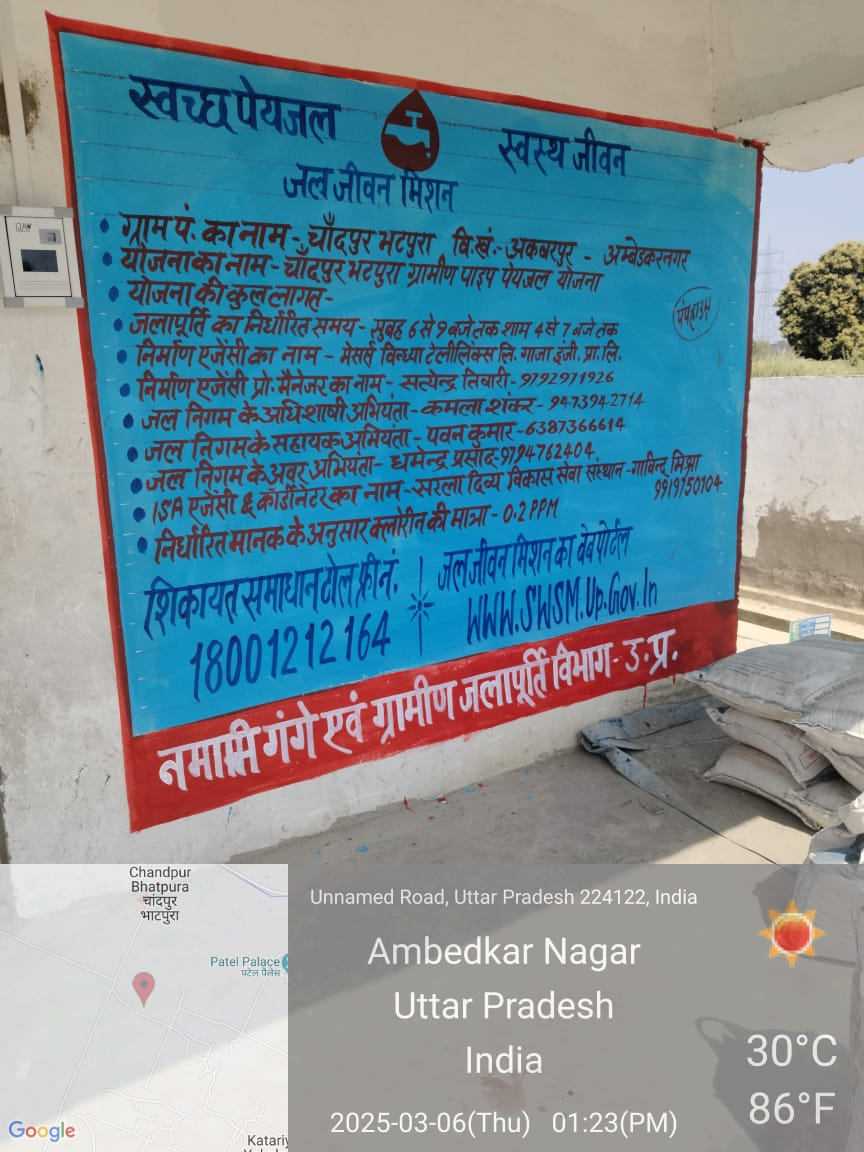 स्वच्छ पेयजल
स्वस्थ जीवन
जल जीवन मिशन
• ग्राम पं. का नाम - चाँदपुर भटपुरा वि.खं:- अकबरपुर - अम्बेडकरनगर
• योजना का नाम - चाँदपुर भटपुरा ग्रामीण पाइप पेयजल योजना
• योजना की कुल लागत-
पंपहाउस
• जलापूर्ति का निर्धारित समय - सुबह 6 से 9 बजे तक शाम 4 से 7 बजे तक
• निर्माण एजेंसी का नाम - मेसर्स विन्ध्या टेलीलिंक्स लि. गाजा इंजी. प्रा. लि.
• निर्माण एजेंसी प्रो. मैनेजर का नाम - सत्येन्द्र तिवारी - 9792971926
• जल निगम के अधिशाषी अभियंता - कमला शंकर - 9473942714
• जल निगम के सहायक अभियंता - पवन कुमार - 6387366614
• जल निगम के अवर अभियंता - धमेन्द्र प्रसाद - 9794762404.
• ISA एजेंसी & कॉर्डीनेटर का नाम - सरला दिव्य विकास सेवा संस्थान - गोविन्द मिश्रा
9919750704
• निर्धारित मानक के अनुसार क्लोरीन की मात्रा - 0.2 PPM
शिकायत समाधान टोल फ्री नं.
18001212164
जल जीवन मिशन का वेब पोर्टल
WWW.SWSM.Up.Gov.In
नमामि गंगे एवं ग्रामीण जलापूर्ति विभाग - उ.प्र.
Chandpur
Bhatpura
चांदपुर
भाटपुरा
Patel Palace
पटेल पैलेस
Google
Unnamed Road, Uttar Pradesh 224122, India
Ambedkar Nagar
Uttar Pradesh
India
2025-03-06(Thu) 01:23(PM)
30°C
86°F